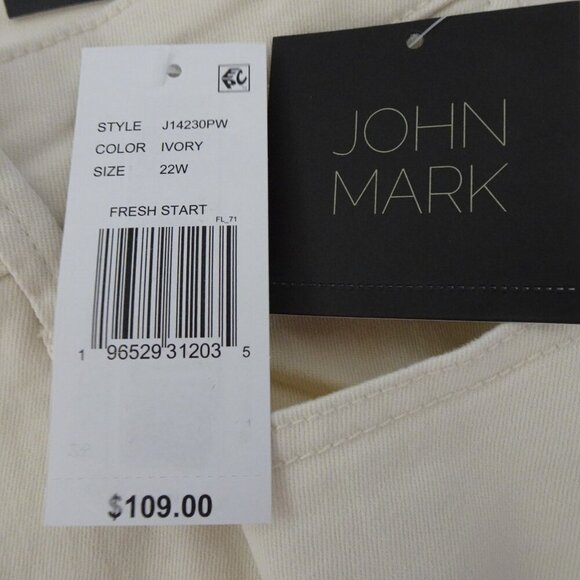 STYLE J14230PW
COLOR IVORY
SIZE 22W
FRESH START
FL_71
1 96529 31203 5
$109.00
JOHN
MARK